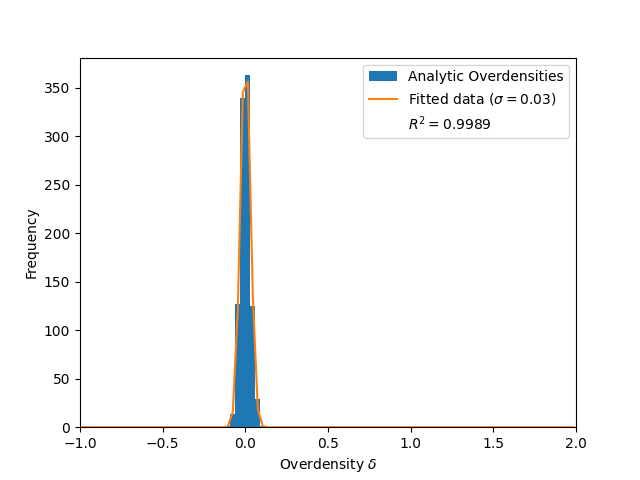 Analytic Overdensities
Fitted data (σ = 0.03)
R² = 0.9989
350
300
250
200
150
100
50
0
Frequency
−1.0 −0.5 0.0 0.5 1.0 1.5 2.0
Overdensity δ